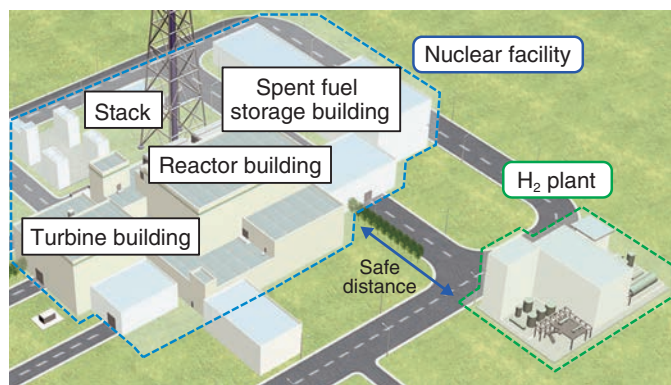 Nuclear facility
Spent fuel
storage building
Stack
Reactor building
H₂ plant
Turbine building
Safe
distance